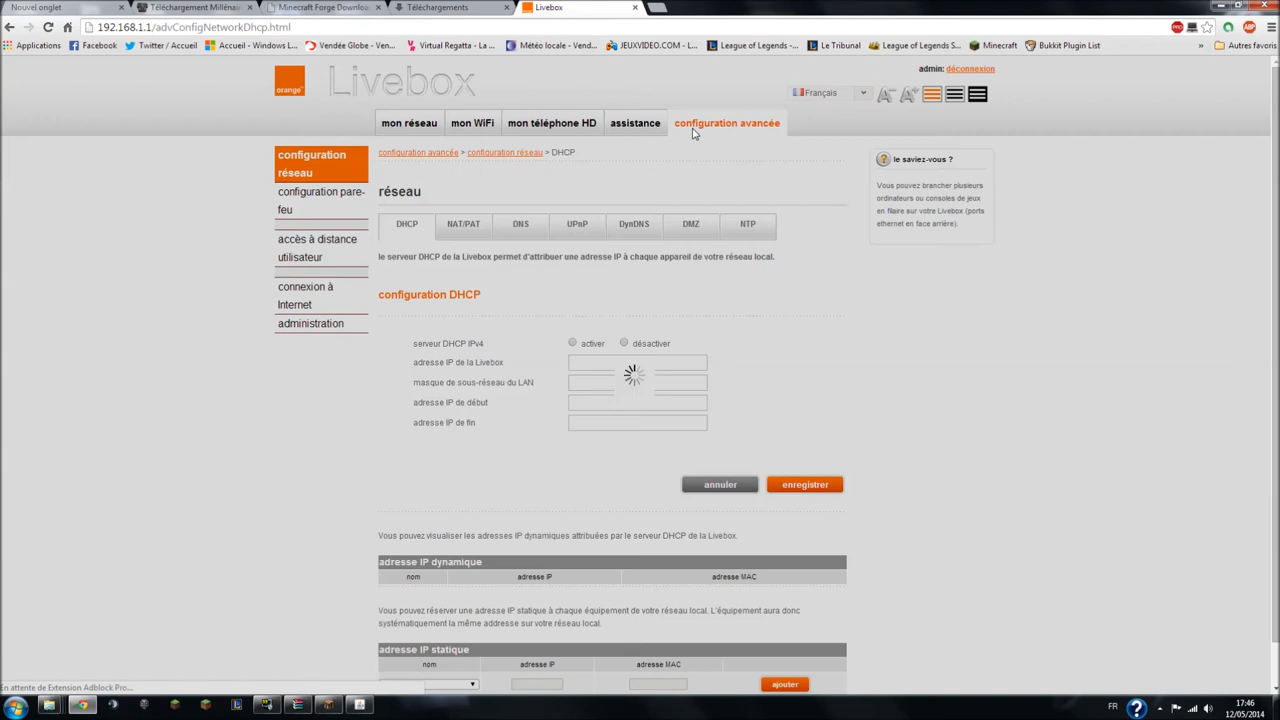 Nouvel onglet
Téléchargement Millénai
Minecraft Forge Downloa
Téléchargements
Livebox
192.168.1.1/advConfigNetworkDhcp.html
Applications
Facebook
Twitter / Accueil
Accueil - Windows L...
Vendée Globe - Ven...
Virtual Regatta - La ...
Météo locale - Vend...
JEUXVIDEO.COM - L...
League of Legends -...
Le Tribunal
League of Legends S...
Minecraft
Bukkit Plugin List
»
Autres favoris
orange™
Livebox
admin: déconnexion
Français
A- A+
mon réseau
mon WiFi
mon téléphone HD
assistance
configuration avancée
configuration réseau
configuration pare-feu
accès à distance utilisateur
connexion à Internet
administration
configuration avancée > configuration réseau > DHCP
réseau
DHCP
NAT/PAT
DNS
UPnP
DynDNS
DMZ
NTP
le serveur DHCP de la Livebox permet d'attribuer une adresse IP à chaque appareil de votre réseau local.
configuration DHCP
serveur DHCP IPv4 activer désactiver
adresse IP de la Livebox
masque de sous-réseau du LAN
adresse IP de début
adresse IP de fin
annuler
enregistrer
Vous pouvez visualiser les adresses IP dynamiques attribuées par le serveur DHCP de la Livebox.
adresse IP dynamique
nom adresse IP adresse MAC
Vous pouvez réserver une adresse IP statique à chaque équipement de votre réseau local. L'équipement aura donc
systématiquement la même addresse sur votre réseau local.
adresse IP statique
nom adresse IP adresse MAC
ajouter
le saviez-vous ?
Vous pouvez brancher plusieurs
ordinateurs ou consoles de jeux
en filaire sur votre Livebox (ports
ethernet en face arrière).
En attente de Extension Adblock Pro...
FR
17:46
12/05/2014